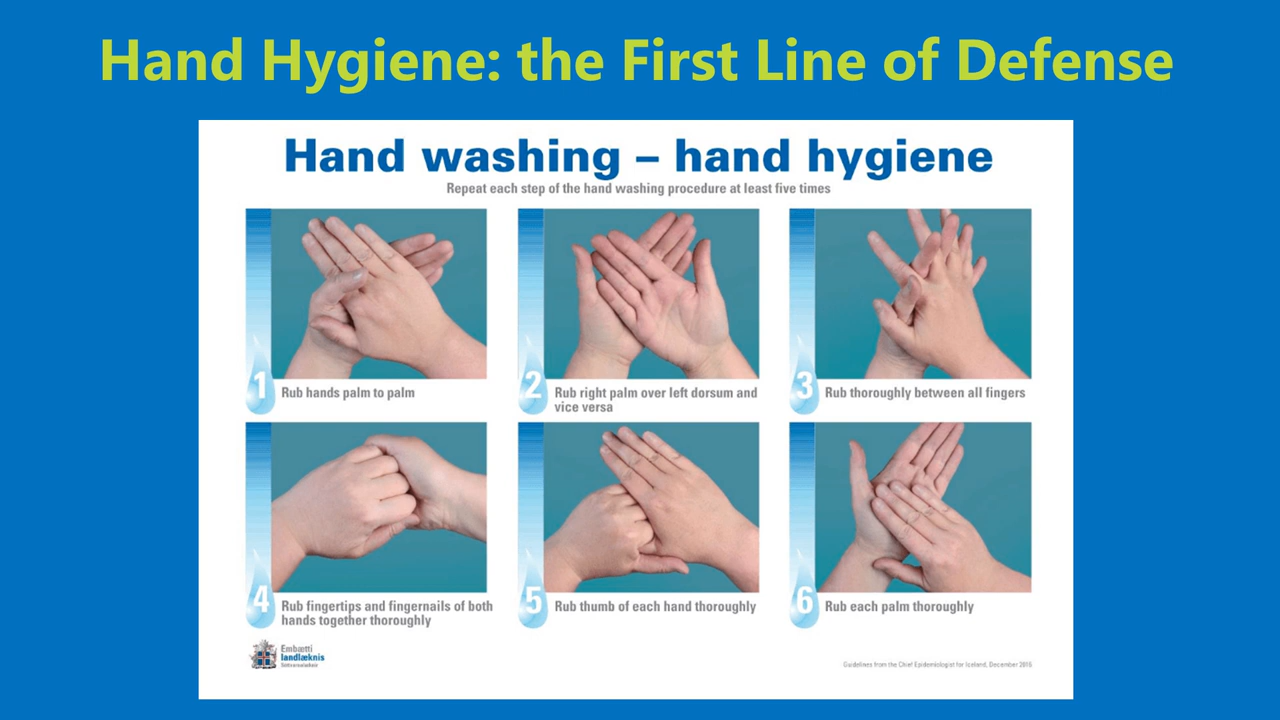 Hand Hygiene: the First Line of Defense
Hand washing – hand hygiene
Repeat each step of the hand washing procedure at least five times
1
Rub hands palm to palm
2
Rub right palm over left dorsum and
vice versa
3
Rub thoroughly between all fingers
4
Rub fingertips and fingernails of both
hands together thoroughly
5
Rub thumb of each hand thoroughly
6
Rub each palm thoroughly
Embætti
landlæknis
Guidelines from the Chief Epidemiologist for Iceland, December